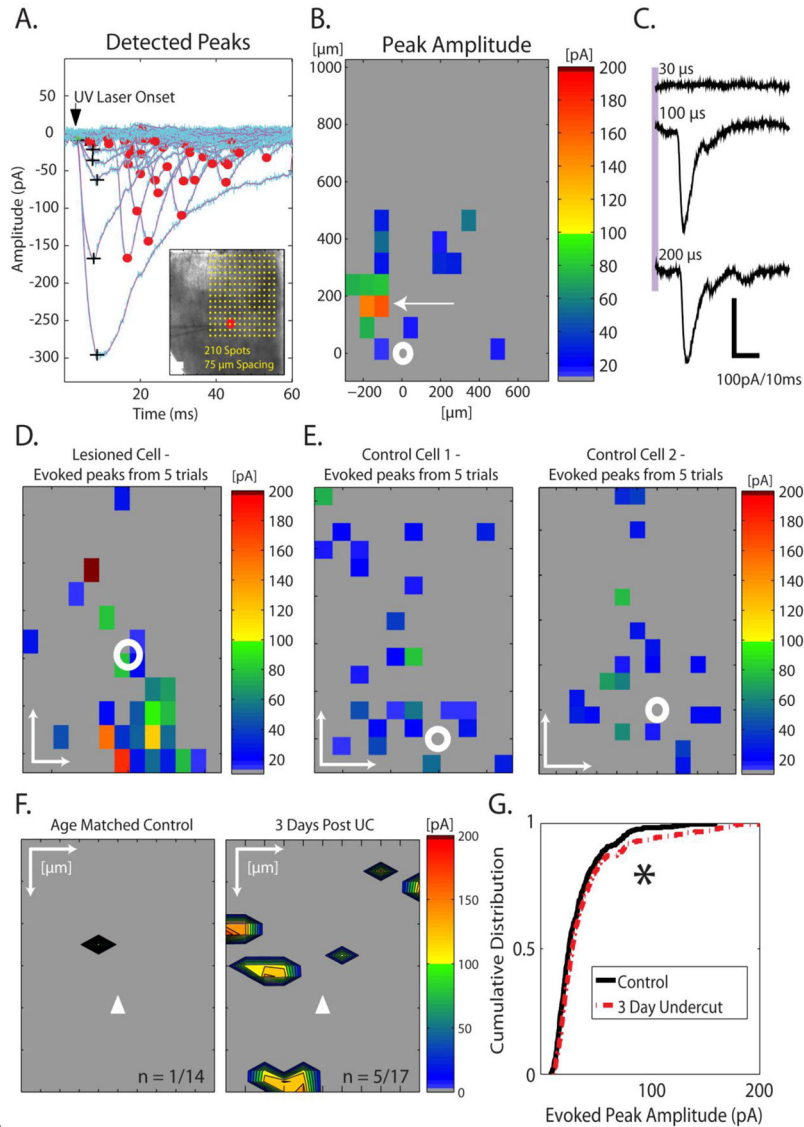 A.
Detected Peaks
UV Laser Onset
50
0
-50
-100
-150
-200
-250
-300
Amplitude (pA)
0
20
40
60
Time (ms)
210 Spots
75 µm Spacing
B.
[µm]
Peak Amplitude
[pA]
1000
800
600
400
200
0
−200
0
200
400
600
[µm]
200
180
160
140
120
100
80
60
40
20
C.
30 µs
100 µs
200 µs
100pA/10ms
D.
Lesioned Cell -
Evoked peaks from 5 trials
[pA]
200
180
160
140
120
100
80
60
40
20
E.
Control Cell 1 -
Evoked peaks from 5 trials
Control Cell 2 -
Evoked peaks from 5 trials
[pA]
200
180
160
140
120
100
80
60
40
20
F.
Age Matched Control
[µm]
n = 1/14
3 Days Post UC
[µm]
n = 5/17
[pA]
200
150
100
50
0
G.
1
0.5
0
Cumulative Distribution
*
Control
3 Day Undercut
100
200
Evoked Peak Amplitude (pA)